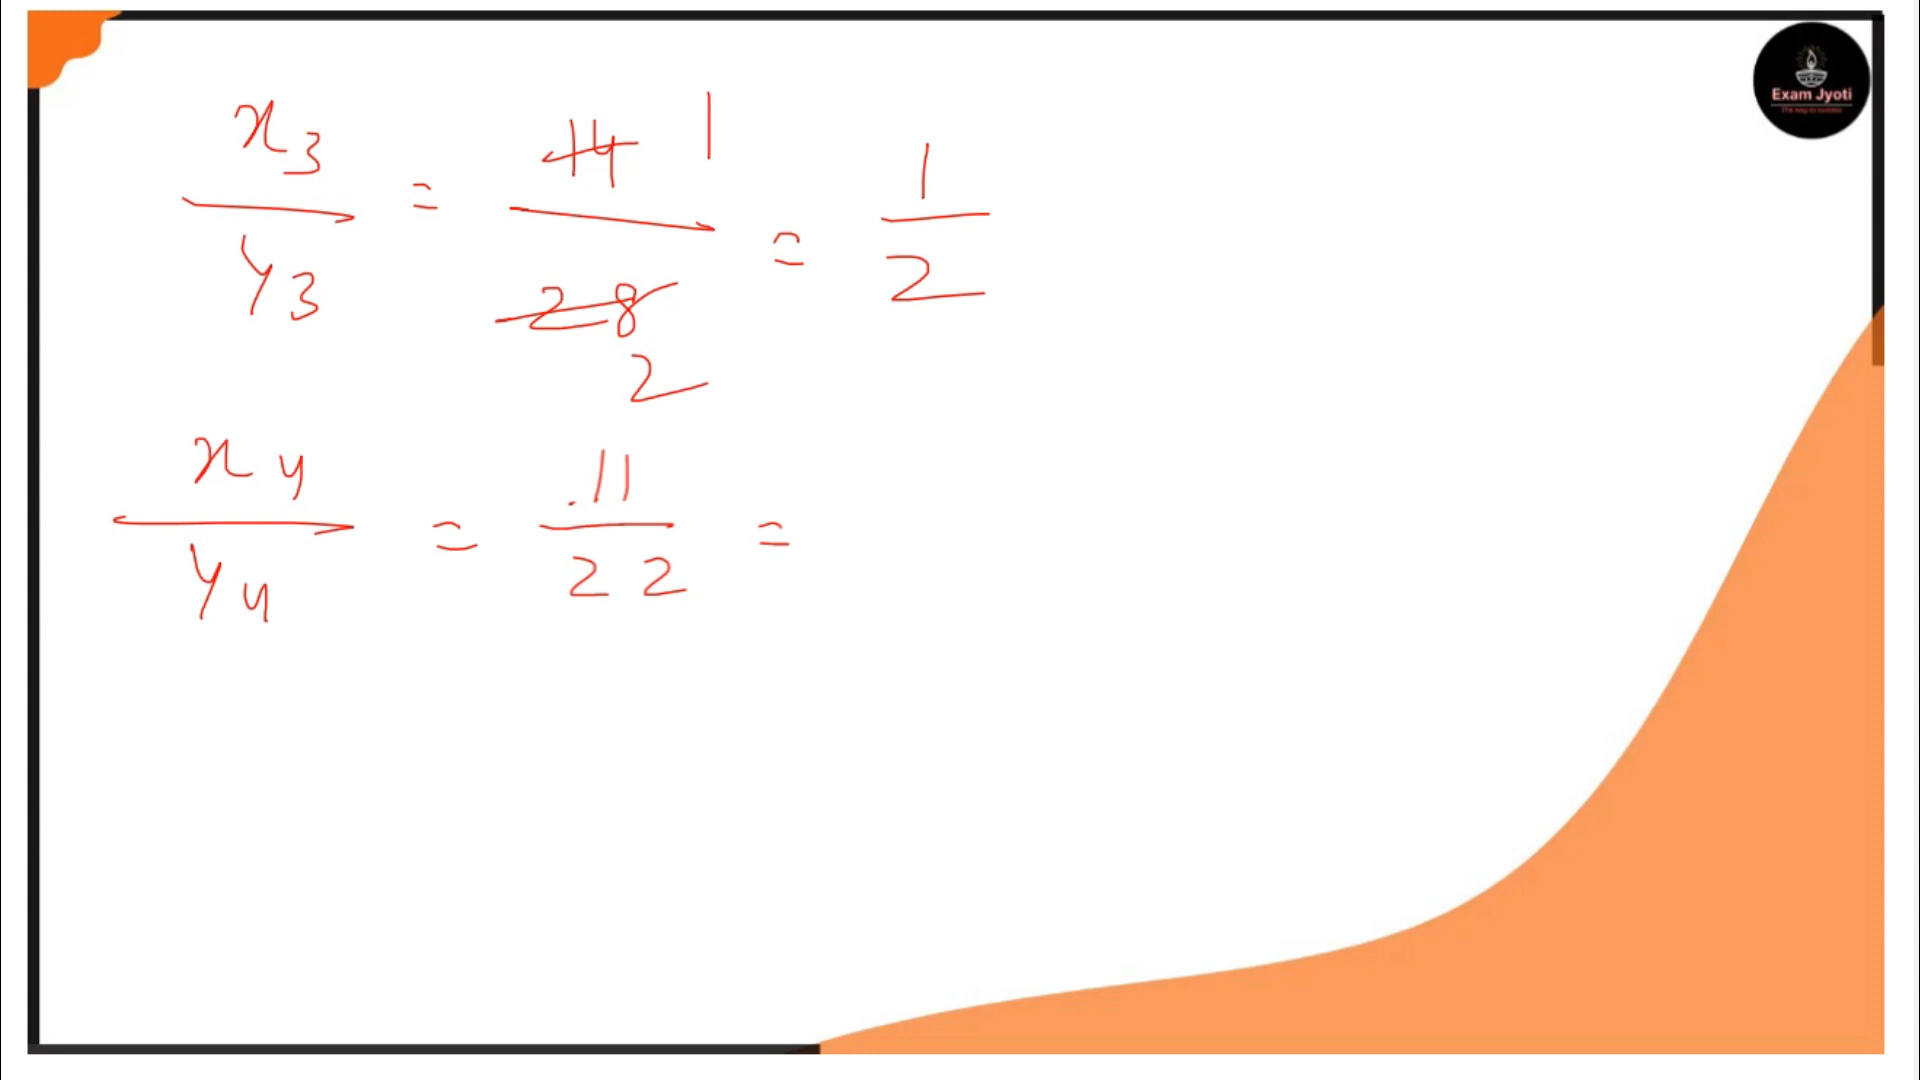 x3/y3 = 14/28 1/2 = 1/2
x4/y4 = .11/22 =
Exam Jyoti